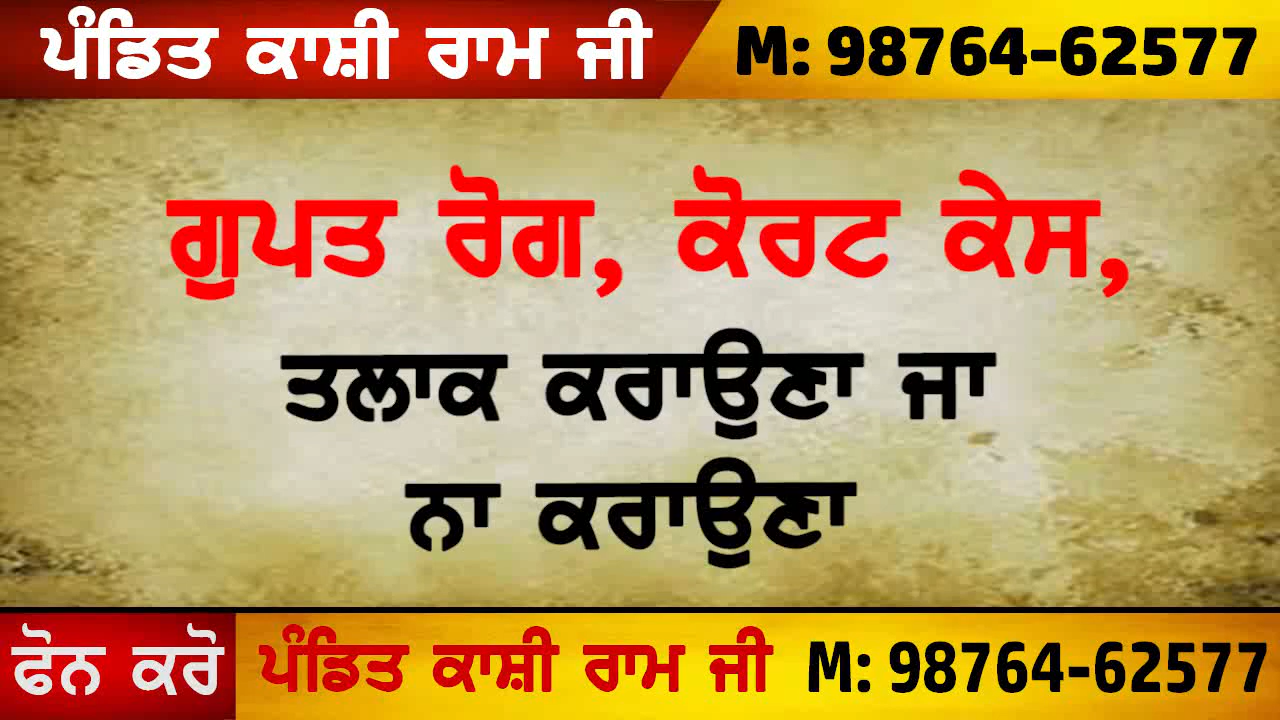 ਪੰਡਿਤ ਕਾਸ਼ੀ ਰਾਮ ਜੀ M: 98764-62577
ਗੁਪਤ ਰੋਗ, ਕੋਰਟ ਕੇਸ,
ਤਲਾਕ ਕਰਾਉਣਾ ਜਾ
ਨਾ ਕਰਾਉਣਾ
ਫੋਨ ਕਰੋ ਪੰਡਿਤ ਕਾਸ਼ੀ ਰਾਮ ਜੀ M: 98764-62577